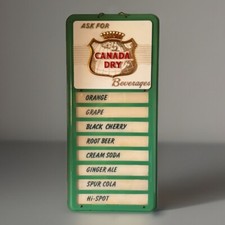 ASK FOR
CANADA
DRY
Beverages
ORANGE
GRAPE
BLACK CHERRY
ROOT BEER
CREAM SODA
GINGER ALE
SPUR COLA
HI-SPOT